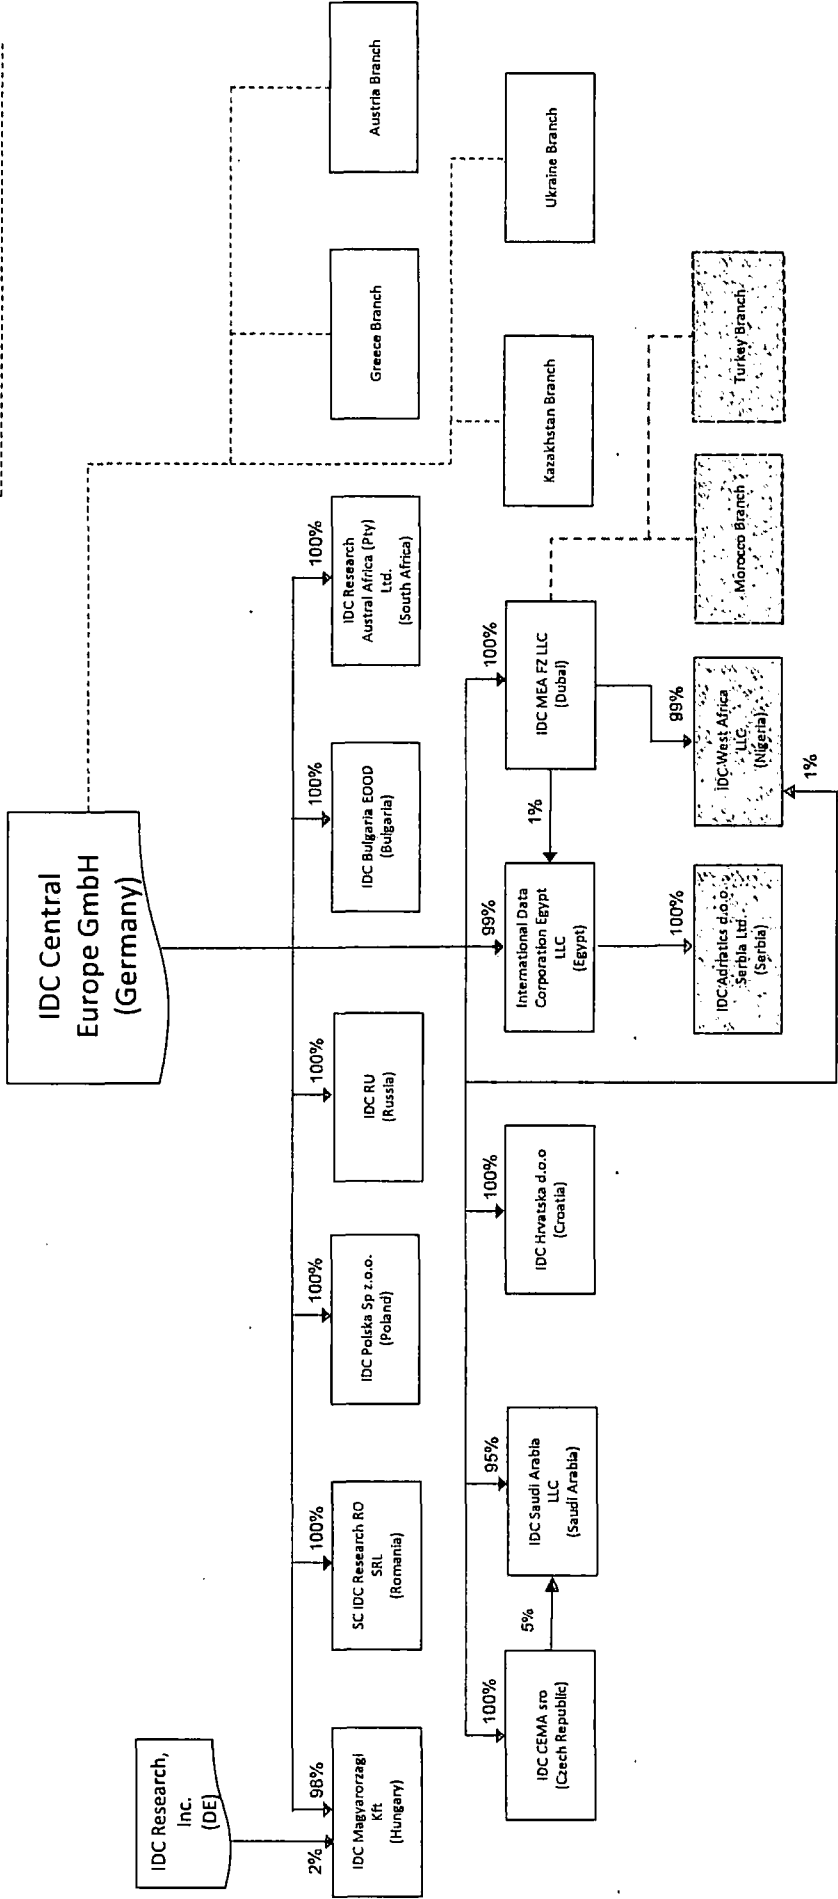 IDC Central
Europe GmbH
(Germany)
IDC Research,
Inc.
(DE)
2%
98%
100%
100%
100%
100%
100%
IDC Magyarorzagi
Kft
(Hungary)
SC IDC Research RO
SRL
(Romania)
IDC Polska Sp z.o.o.
(Poland)
IDC RU
(Russia)
IDC Bulgaria EOOD
(Bulgaria)
IDC Research
Austral Africa (Pty)
Ltd.
(South Africa)
Greece Branch
Austria Branch
100%
95%
100%
99%
100%
IDC CEMA sro
(Czech Republic)
5%
IDC Saudi Arabia
LLC
(Saudi Arabia)
IDC Hrvatska d.o.o
(Croatia)
International Data
Corporation Egypt
LLC
(Egypt)
1%
IDC MEA FZ LLC
(Dubai)
Kazakhstan Branch
Ukraine Branch
100%
99%
IDC Adriatics d.o.o.
Serbia Ltd.
(Serbia)
IDC West Africa
LLC
(Nigeria)
Morocco Branch
Turkey Branch
1%